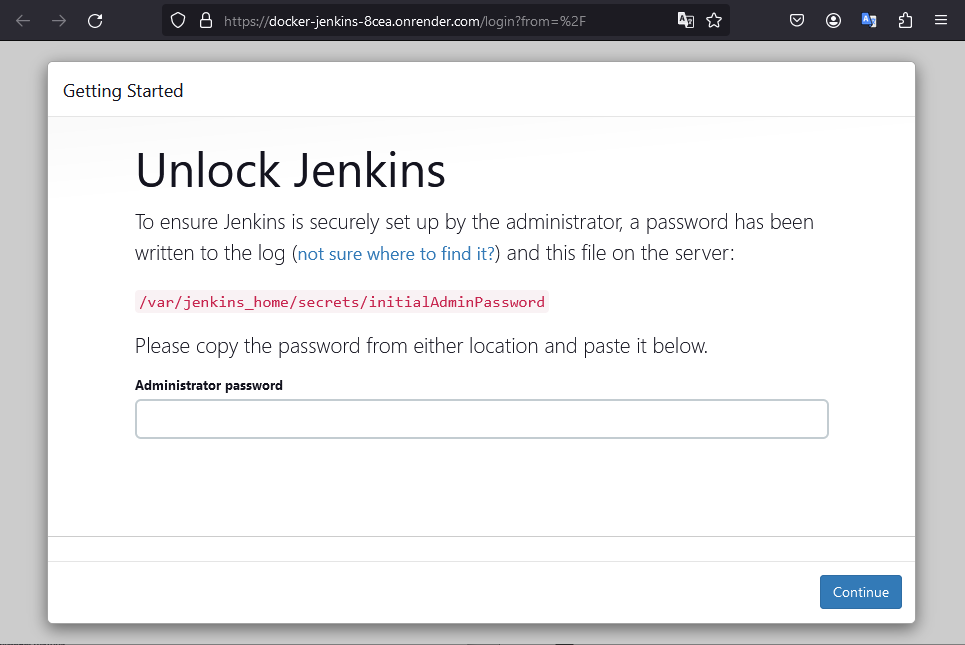 https://docker-jenkins-8cea.onrender.com/login?from=%2F
Getting Started
Unlock Jenkins
To ensure Jenkins is securely set up by the administrator, a password has been
written to the log (not sure where to find it?) and this file on the server:
/var/jenkins_home/secrets/initialAdminPassword
Please copy the password from either location and paste it below.
Administrator password
Continue